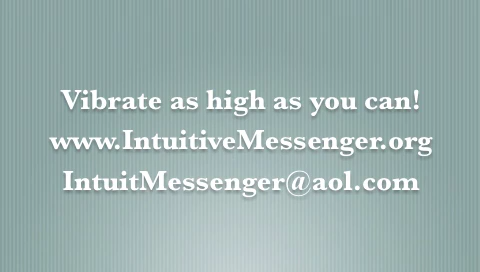 Vibrate as high as you can!
www.IntuitiveMessenger.org
IntuitMessenger@aol.com